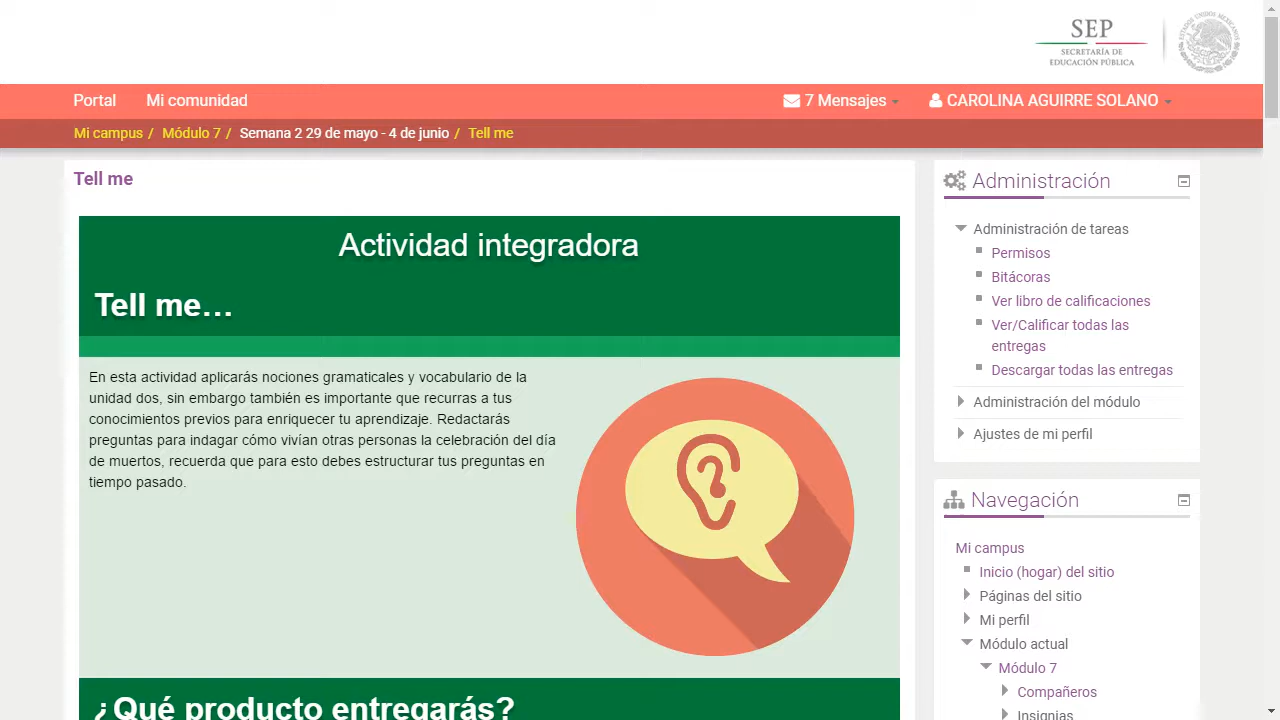 SEP
SECRETARÍA DE
EDUCACIÓN PÚBLICA
ESTADOS UNIDOS MEXICANOS
Portal
Mi comunidad
7 Mensajes
CAROLINA AGUIRRE SOLANO
Mi campus / Módulo 7 / Semana 2 29 de mayo - 4 de junio / Tell me
Tell me
Actividad integradora
Tell me...
En esta actividad aplicarás nociones gramaticales y vocabulario de la
unidad dos, sin embargo también es importante que recurras a tus
conocimientos previos para enriquecer tu aprendizaje. Redactarás
preguntas para indagar cómo vivían otras personas la celebración del día
de muertos, recuerda que para esto debes estructurar tus preguntas en
tiempo pasado.
¿Qué producto entregarás?
Administración
Administración de tareas
Permisos
Bitácoras
Ver libro de calificaciones
Ver/Calificar todas las
entregas
Descargar todas las entregas
Administración del módulo
Ajustes de mi perfil
Navegación
Mi campus
Inicio (hogar) del sitio
Páginas del sitio
Mi perfil
Módulo actual
Módulo 7
Compañeros
Insignias